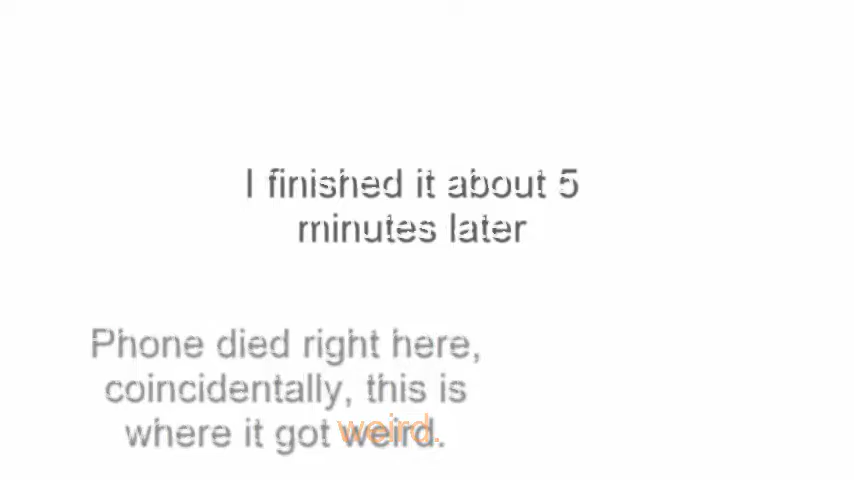 I finished it about 5
minutes later
Phone died right here,
coincidentally, this is
where it got weird.